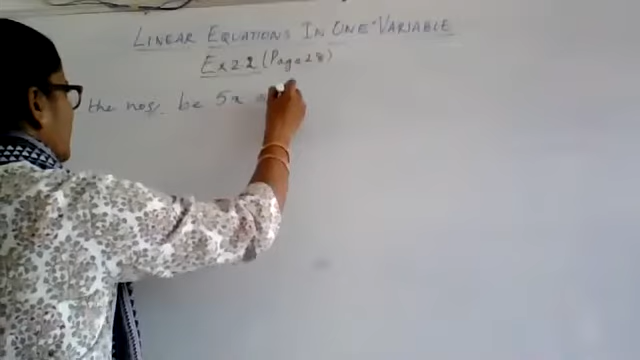 LINEAR EQUATIONS IN ONE VARIABLE
Ex 2.2 (Page 28)
the nos. be 5x